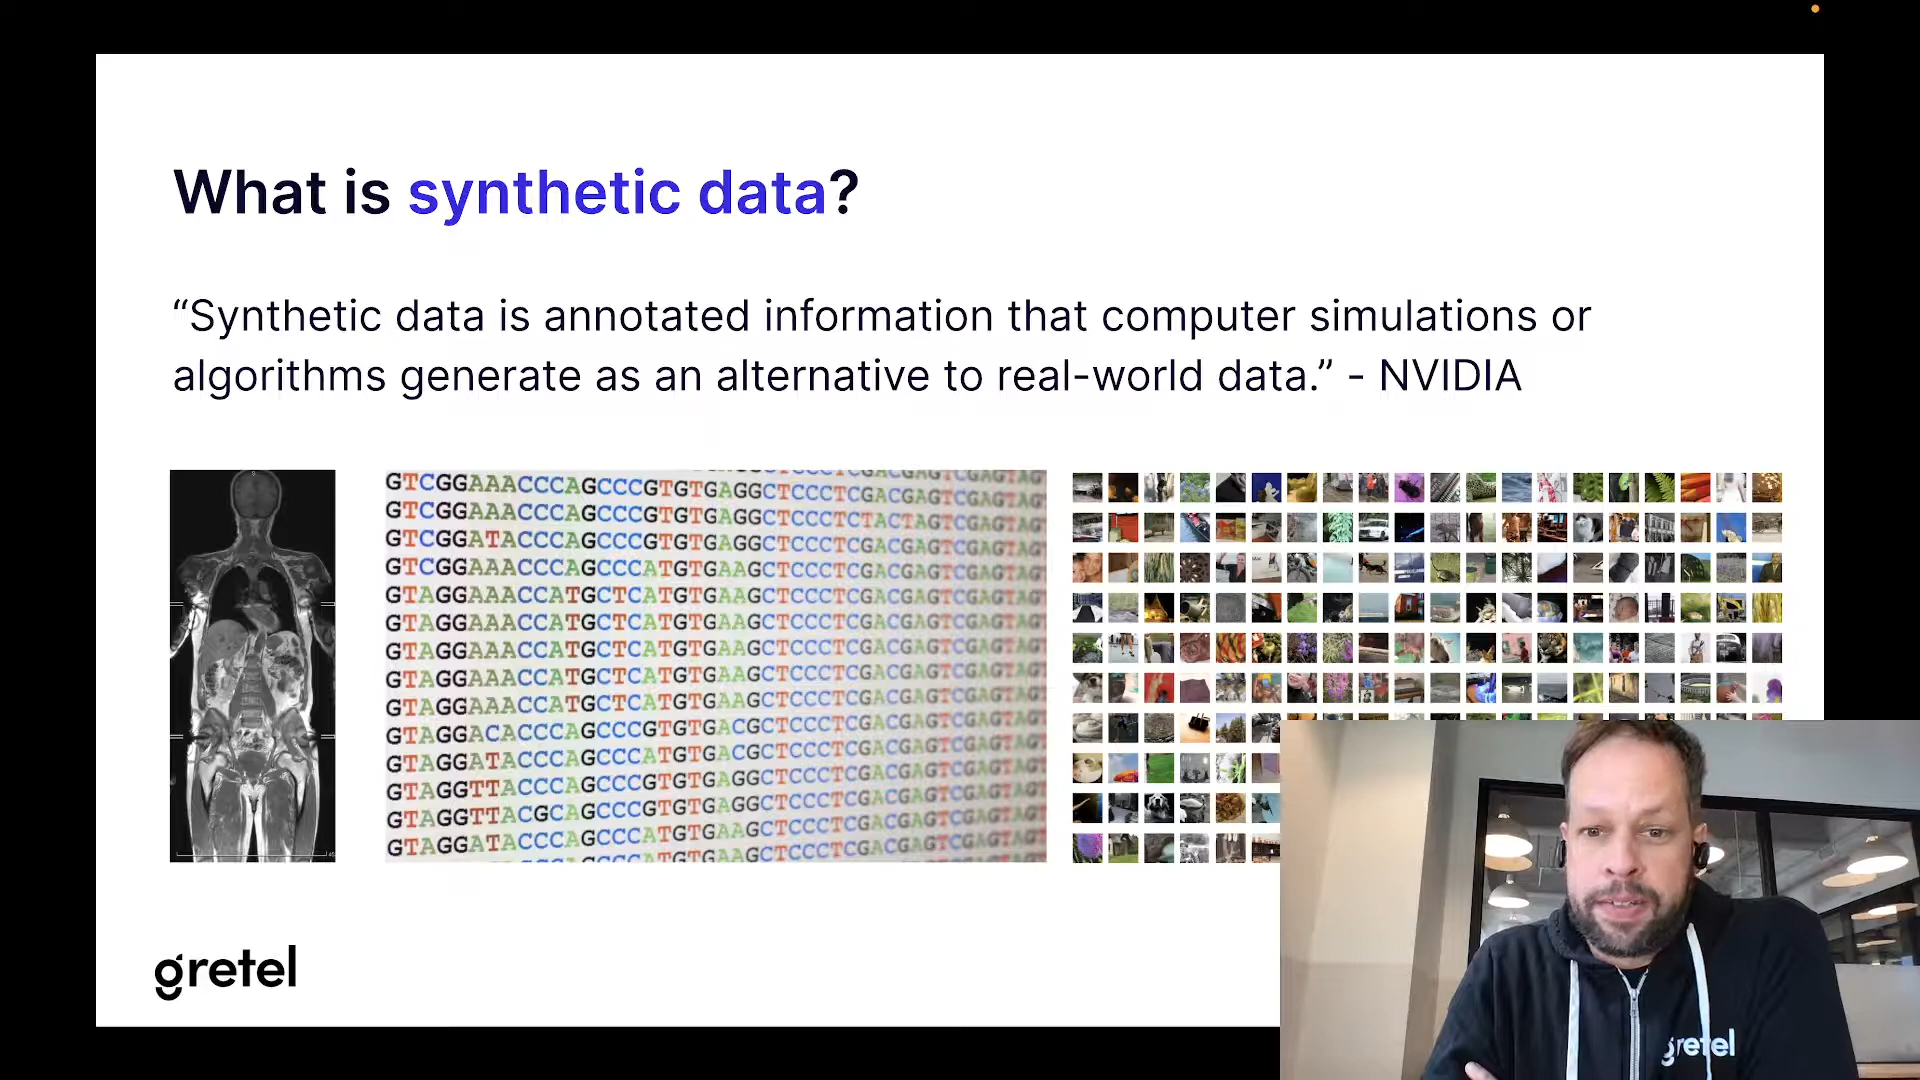 What is synthetic data?
“Synthetic data is annotated information that computer simulations or
algorithms generate as an alternative to real-world data.” - NVIDIA
GTCGGAAACCCAGCCCGTGTGAGGCTCCCTCGACGAGTCGAGTAG
GTCGGAAACCCAGCCCGTGTGAGGCTCCCTCTACTAGTCGAGTAG
GTCGGATACCCAGCCCGTGTGAGGCTCCCTCGACGAGTCGAGTAG
GTCGGAAACCCAGCCCATGTGAAGCTCCCTCGACGAGTCGAGTAG
GTAGGAAACCATGCTCATGTGAAGCTCCCTCGACGAGTCGAGTAG
GTAGGAAACCATGCTCATGTGAAGCTCCCTCGACGAGTCGAGTAG
GTAGGAAACCATGCTCATGTGAAGCTCCCTCGACGAGTCGAGTAG
GTAGGAAACCATGCTCATGTGAAGCTCCCTCGACGAGTCGAGTAG
GTAGGAAACCATGCTCATGTGAAGCTCCCTCGACGAGTCGAGTAG
GTAGGACACCCAGCCCGTGTGACGCTCCCTCGACGAGTCGAGTAG
GTAGGATACCCAGCCCATGTGACGCTCCCTCGACGAGTCGAGTAG
GTAGGTTACCCAGCCCGTGTGAGGCTCCCTCGACGAGTCGAGTAG
GTAGGTTACGCAGCCCGTGTGAGGCTCCCTCGACGAGTCGAGTAG
GTAGGATACCCAGCCCATGTGAAGCTCCCTCGACGAGTCGAGTAG
gretel
gretel